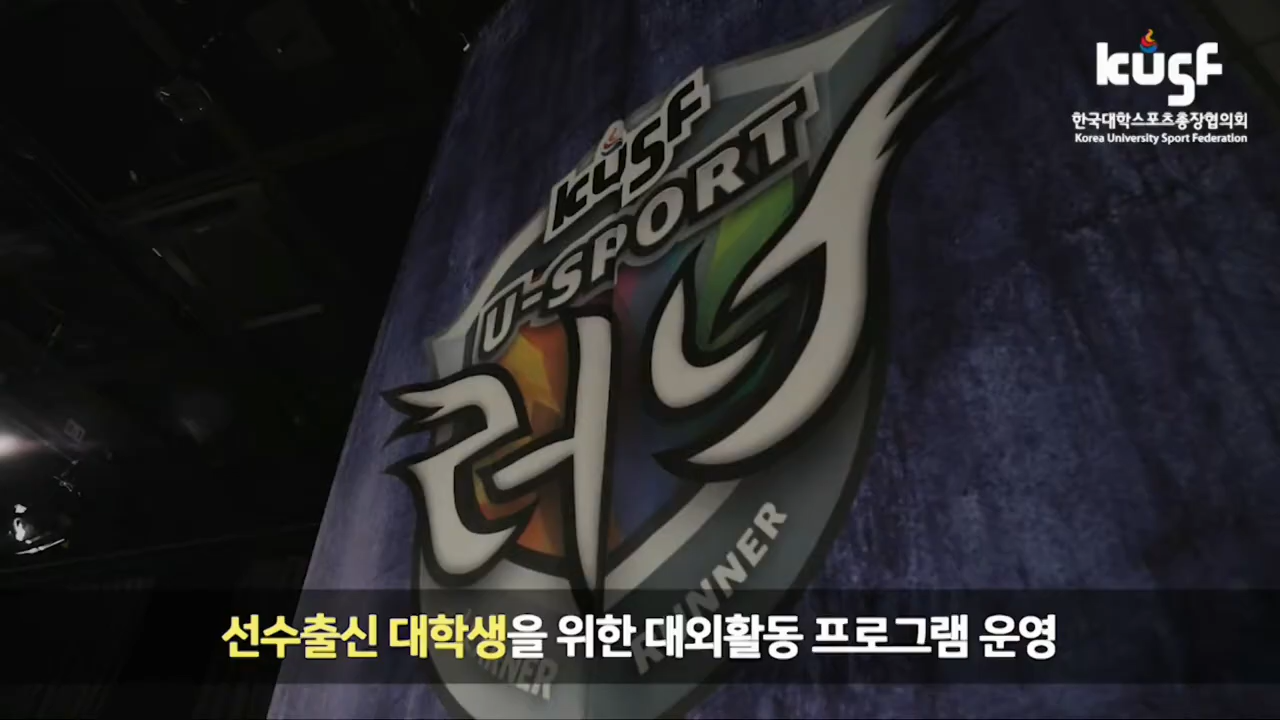 KUSF
한국대학스포츠총장협의회
Korea University Sport Federation
KUSF
U-SPORT
러너
RUNNER
선수출신 대학생을 위한 대외활동 프로그램 운영